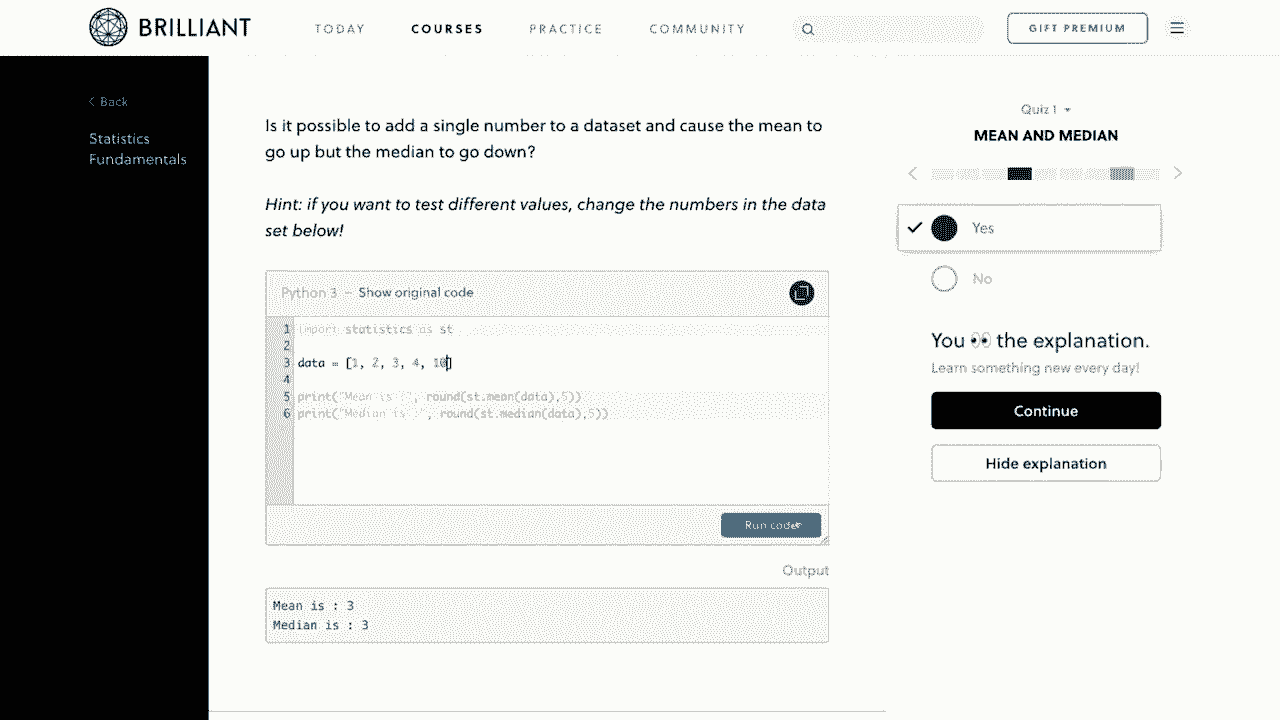 BRILLIANT
TODAY
COURSES
PRACTICE
COMMUNITY
GIFT PREMIUM
Back
Statistics
Fundamentals
Is it possible to add a single number to a dataset and cause the mean to
go up but the median to go down?
Hint: if you want to test different values, change the numbers in the data
set below!
Python 3 – Show original code
1 import statistics as st
2
3 data = [1, 2, 3, 4, 10]
4
5 print("Mean is :", round(st.mean(data),5))
6 print("Median is :", round(st.median(data),5))
Run code
Output
Mean is : 3
Median is : 3
Quiz 1
MEAN AND MEDIAN
Yes
No
You 👀 the explanation.
Learn something new every day!
Continue
Hide explanation